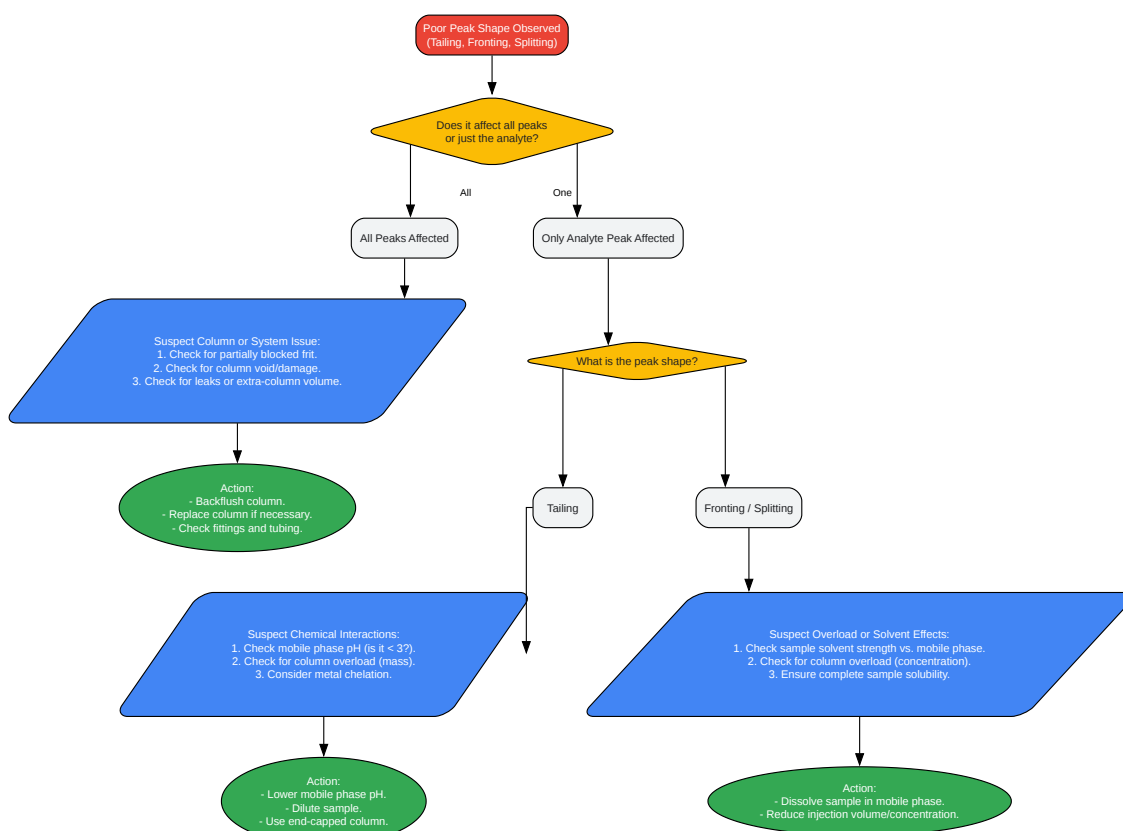 Poor Peak Shape Observed
(Tailing, Fronting, Splitting)
Does it affect all peaks
or just the analyte?
All
One
All Peaks Affected
Only Analyte Peak Affected
Suspect Column or System Issue:
1. Check for partially blocked frit.
2. Check for column void/damage.
3. Check for leaks or extra-column volume.
What is the peak shape?
Action:
- Backflush column.
- Replace column if necessary.
- Check fittings and tubing.
Tailing
Fronting / Splitting
Suspect Chemical Interactions:
1. Check mobile phase pH (is it < 3?).
2. Check for column overload (mass).
3. Consider metal chelation.
Suspect Overload or Solvent Effects:
1. Check sample solvent strength vs. mobile phase.
2. Check for column overload (concentration).
3. Ensure complete sample solubility.
Action:
- Lower mobile phase pH.
- Dilute sample.
- Use end-capped column.
Action:
- Dissolve sample in mobile phase.
- Reduce injection volume/concentration.